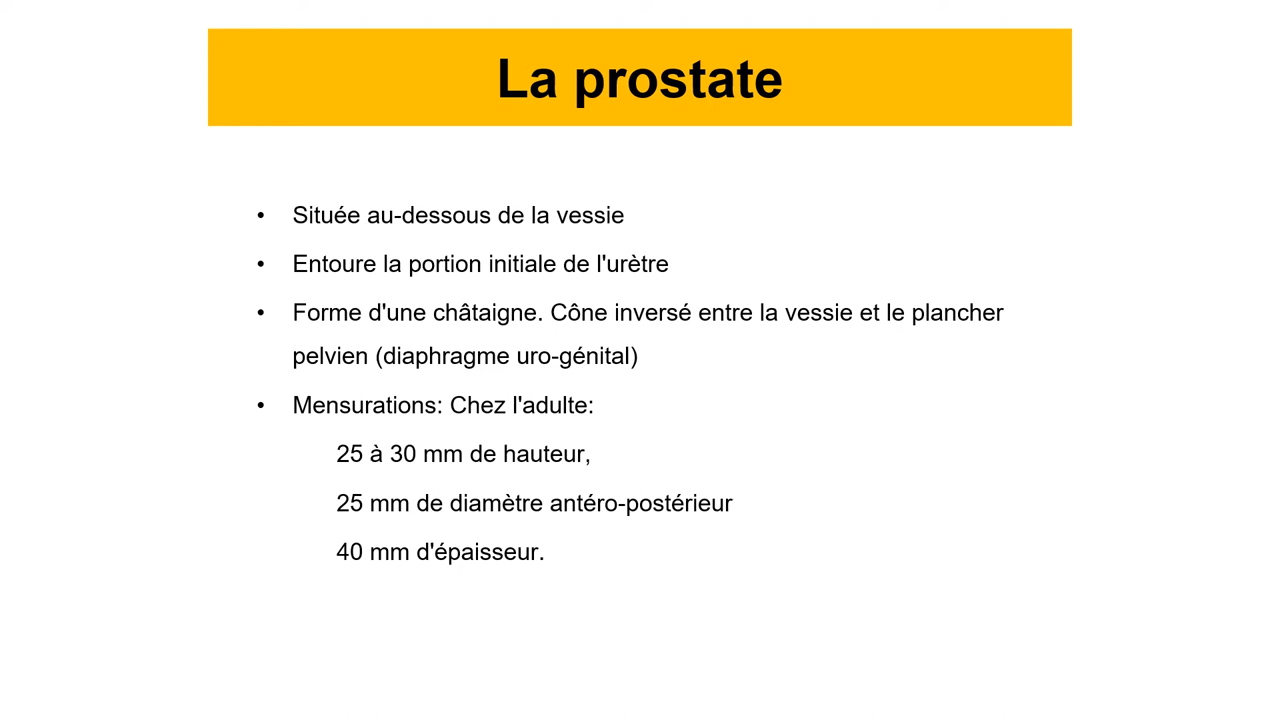 La prostate
• Située au-dessous de la vessie
• Entoure la portion initiale de l'urètre
• Forme d'une châtaigne. Cône inversé entre la vessie et le plancher
pelvien (diaphragme uro-génital)
• Mensurations: Chez l'adulte:
25 à 30 mm de hauteur,
25 mm de diamètre antéro-postérieur
40 mm d'épaisseur.